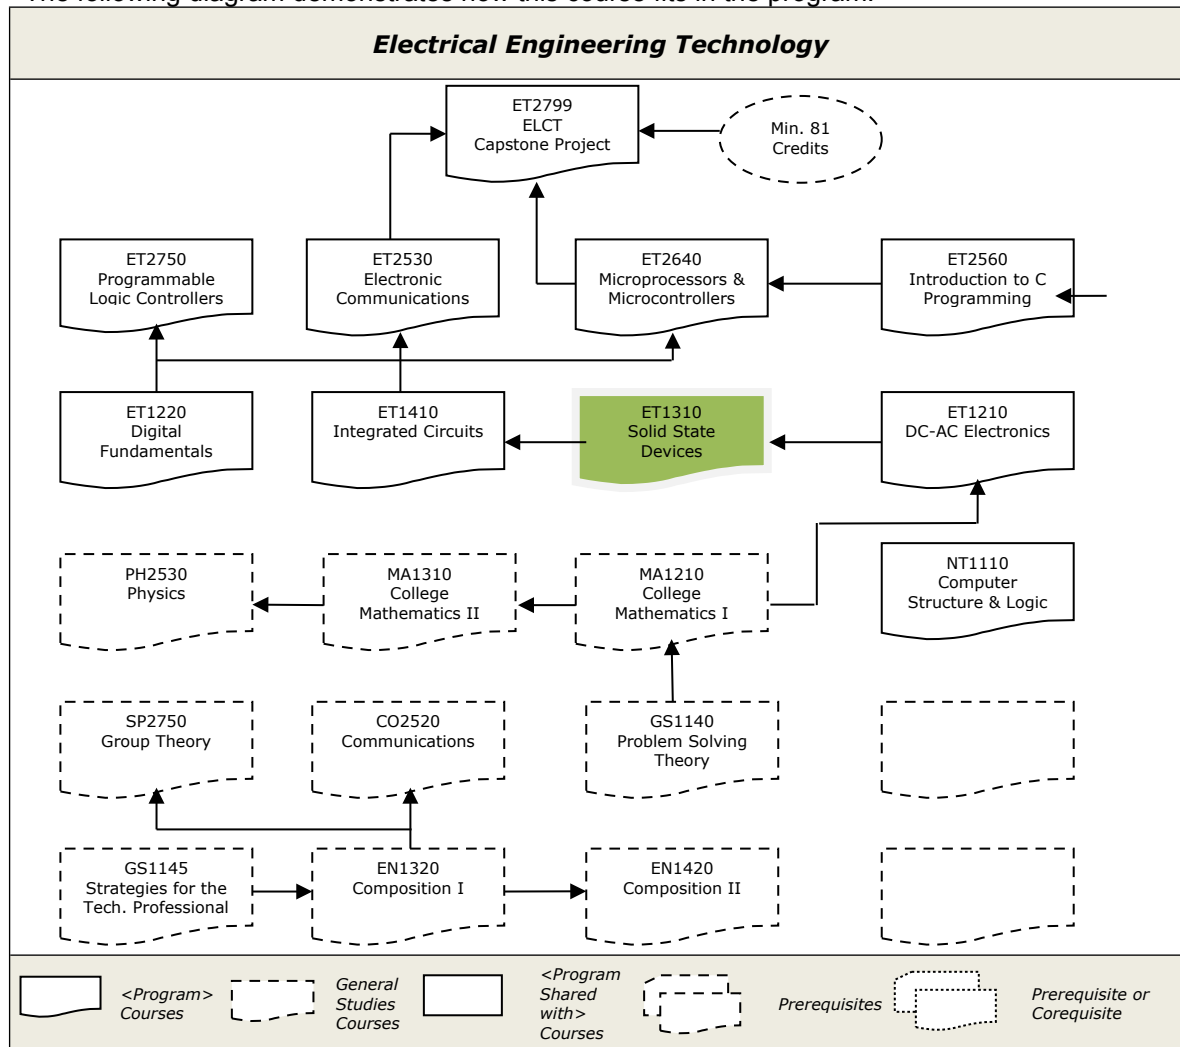 The following diagram demonstrates how this course fits in the program.
Electrical Engineering Technology
ET2799
ELCT
Capstone Project
Min. 81
Credits
ET2750
Programmable
Logic Controllers
ET2530
Electronic
Communications
ET2640
Microprocessors &
Microcontrollers
ET2560
Introduction to C
Programming
ET1220
Digital
Fundamentals
ET1410
Integrated Circuits
ET1310
Solid State
Devices
ET1210
DC-AC Electronics
PH2530
Physics
MA1310
College
Mathematics II
MA1210
College
Mathematics I
NT1110
Computer
Structure & Logic
SP2750
Group Theory
CO2520
Communications
GS1140
Problem Solving
Theory
GS1145
Strategies for the
Tech. Professional
EN1320
Composition I
EN1420
Composition II
<Program>
Courses
General
Studies
Courses
<Program
Shared
with>
Courses
Prerequisites
Prerequisite or
Corequisite